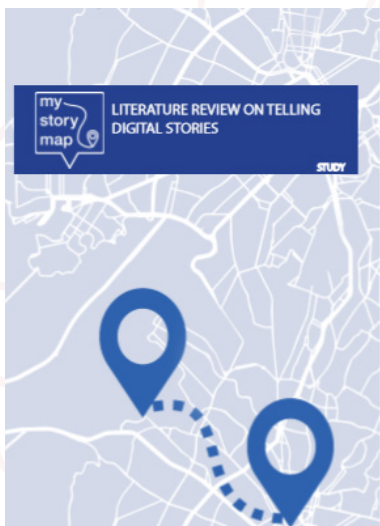 my
story
map
LITERATURE REVIEW ON TELLING
DIGITAL STORIES
STUDY